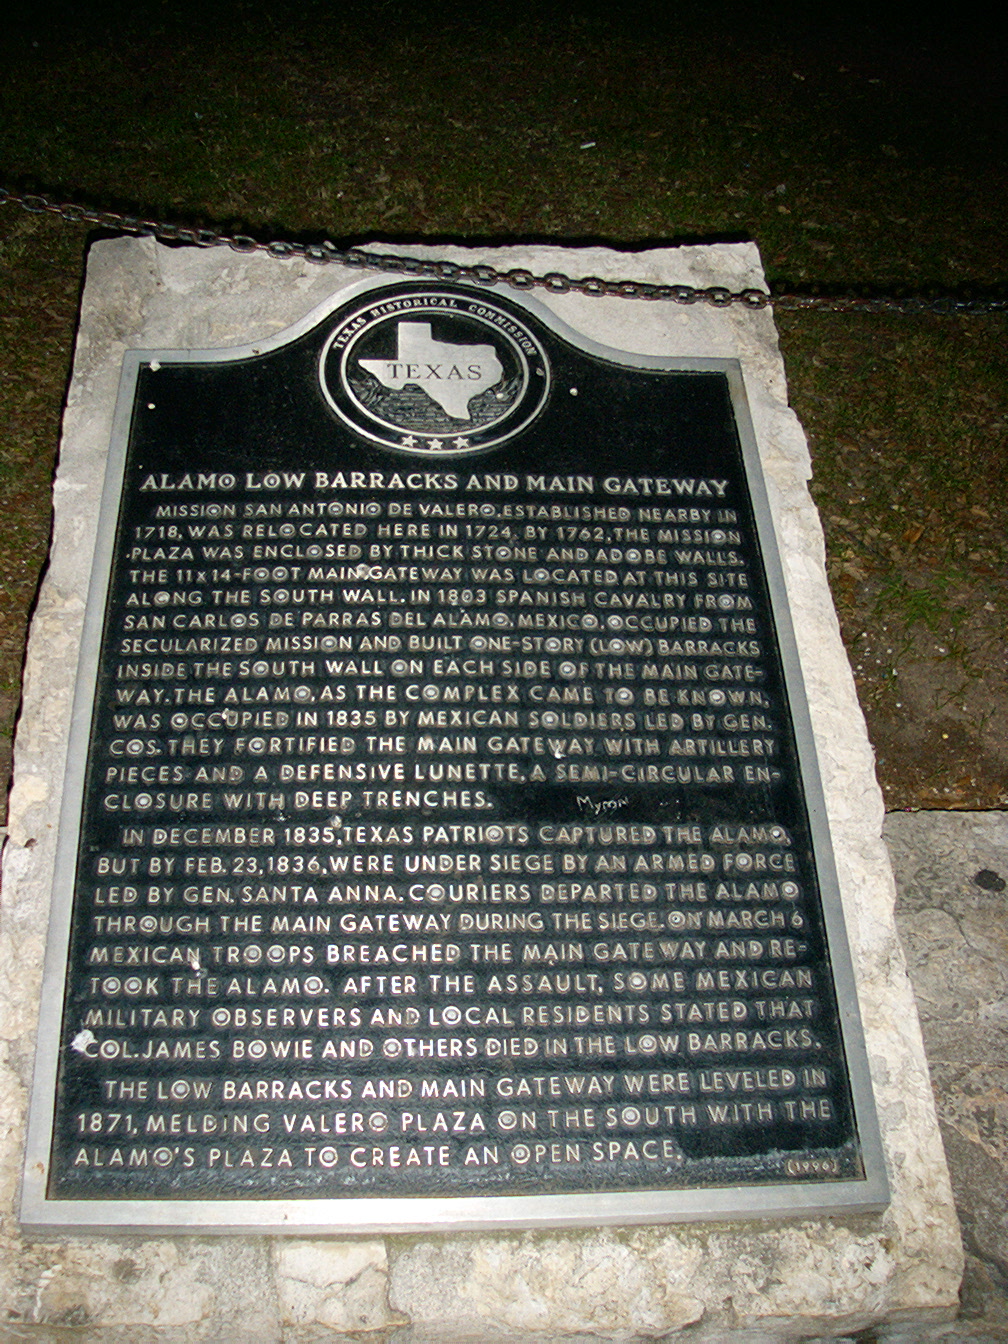 TEXAS HISTORICAL COMMISSION
TEXAS
ALAMO LOW BARRACKS AND MAIN GATEWAY
MISSION SAN ANTONIO DE VALERO, ESTABLISHED NEARBY IN
1718, WAS RELOCATED HERE IN 1724. BY 1762, THE MISSION
PLAZA WAS ENCLOSED BY THICK STONE AND ADOBE WALLS.
THE 11x14-FOOT MAIN GATEWAY WAS LOCATED AT THIS SITE
ALONG THE SOUTH WALL. IN 1803 SPANISH CAVALRY FROM
SAN CARLOS DE PARRAS DEL ALAMO, MEXICO, OCCUPIED THE
SECULARIZED MISSION AND BUILT ONE-STORY (LOW) BARRACKS
INSIDE THE SOUTH WALL ON EACH SIDE OF THE MAIN GATE-
WAY. THE ALAMO, AS THE COMPLEX CAME TO BE KNOWN,
WAS OCCUPIED IN 1835 BY MEXICAN SOLDIERS LED BY GEN.
COS. THEY FORTIFIED THE MAIN GATEWAY WITH ARTILLERY
PIECES AND A DEFENSIVE LUNETTE, A SEMI-CIRCULAR EN-
CLOSURE WITH DEEP TRENCHES.
Myron
IN DECEMBER 1835, TEXAS PATRIOTS CAPTURED THE ALAMO,
BUT BY FEB. 23, 1836, WERE UNDER SIEGE BY AN ARMED FORCE
LED BY GEN. SANTA ANNA. COURIERS DEPARTED THE ALAMO
THROUGH THE MAIN GATEWAY DURING THE SIEGE. ON MARCH 6
MEXICAN TROOPS BREACHED THE MAIN GATEWAY AND RE-
TOOK THE ALAMO. AFTER THE ASSAULT, SOME MEXICAN
MILITARY OBSERVERS AND LOCAL RESIDENTS STATED THAT
COL. JAMES BOWIE AND OTHERS DIED IN THE LOW BARRACKS.
THE LOW BARRACKS AND MAIN GATEWAY WERE LEVELED IN
1871, MELDING VALERO PLAZA ON THE SOUTH WITH THE
ALAMO'S PLAZA TO CREATE AN OPEN SPACE.
(1996)